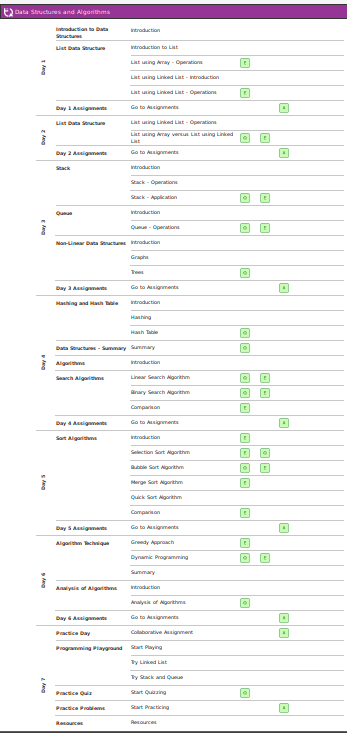 Data Structures and Algorithms
Day 1
Introduction to Data Structures
Introduction
List Data Structure
Introduction to List
List using Array - Operations E
List using Linked List - Introduction
List using Linked List - Operations E
Day 1 Assignments
Go to Assignments A
Day 2
List Data Structure
List using Linked List - Operations
List using Array versus List using Linked List Q E
Day 2 Assignments
Go to Assignments A
Day 3
Stack
Introduction
Stack - Operations
Stack - Application Q E
Queue
Introduction
Queue - Operations Q E
Non-Linear Data Structures
Introduction
Graphs
Trees Q
Day 3 Assignments
Go to Assignments A
Day 4
Hashing and Hash Table
Introduction
Hashing
Hash Table Q
Data Structures - Summary
Summary Q
Algorithms
Introduction
Search Algorithms
Linear Search Algorithm Q E
Binary Search Algorithm Q E
Comparison E
Day 4 Assignments
Go to Assignments A
Day 5
Sort Algorithms
Introduction E
Selection Sort Algorithm E Q
Bubble Sort Algorithm Q E
Merge Sort Algorithm E
Quick Sort Algorithm
Comparison E
Day 5 Assignments
Go to Assignments A
Day 6
Algorithm Technique
Greedy Approach E
Dynamic Programming Q E
Summary
Analysis of Algorithms
Introduction
Analysis of Algorithms Q
Day 6 Assignments
Go to Assignments A
Day 7
Practice Day
Collaborative Assignment A
Programming Playground
Start Playing
Try Linked List
Try Stack and Queue
Practice Quiz
Start Quizzing Q
Practice Problems
Start Practicing A
Resources
Resources